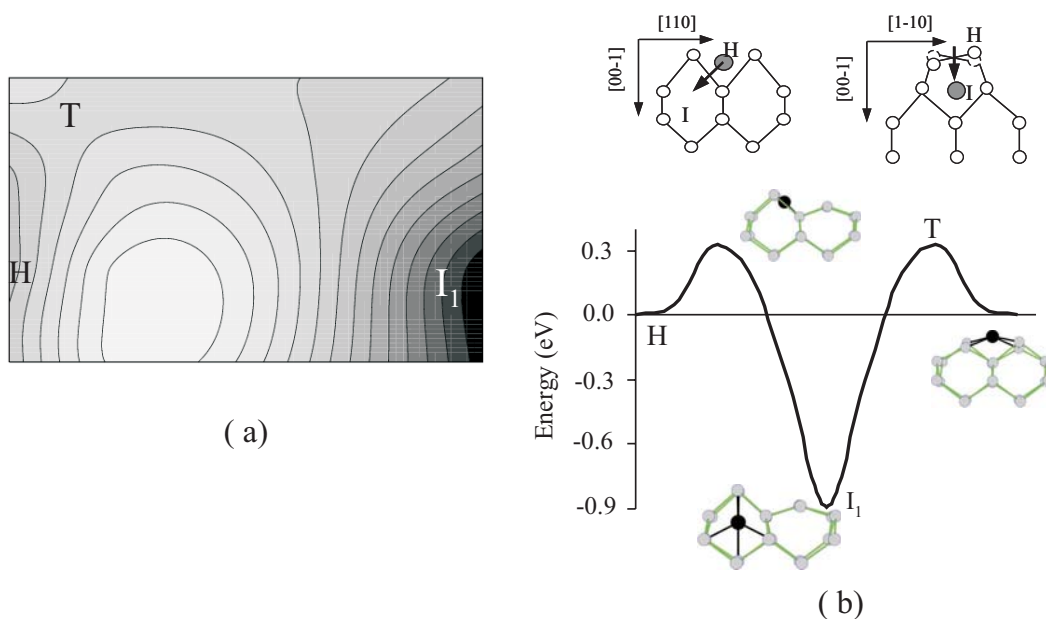 T
H
I1
( a)
[110]
[00-1]
H
I
[1-10]
[00-1]
H
I
Energy (eV)
0.3
0.0
-0.3
-0.6
-0.9
H
T
I1
( b)